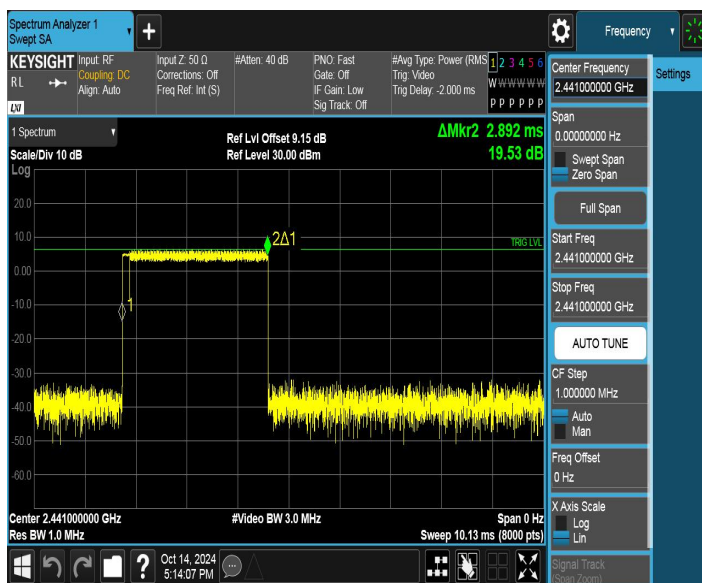 Spectrum Analyzer 1
Swept SA
Frequency
KEYSIGHT
RL
LXI
Input: RF
Coupling: DC
Align: Auto
Input Z: 50 Ω
Corrections: Off
Freq Ref: Int (S)
#Atten: 40 dB
PNO: Fast
Gate: Off
IF Gain: Low
Sig Track: Off
#Avg Type: Power (RMS
Trig: Video
Trig Delay: -2.000 ms
1 2 3 4 5 6
W W W W W W
P P P P P P
1 Spectrum
Scale/Div 10 dB
Log
Ref Lvl Offset 9.15 dB
Ref Level 30.00 dBm
ΔMkr2 2.892 ms
19.53 dB
20.0
10.0
0.00
-10.0
-20.0
-30.0
-40.0
-50.0
-60.0
2Δ1
TRIG LVL
1
Center 2.441000000 GHz
Res BW 1.0 MHz
#Video BW 3.0 MHz
Span 0 Hz
Sweep 10.13 ms (8000 pts)
Oct 14, 2024
5:14:07 PM
?
Center Frequency
2.441000000 GHz
Settings
Span
0.00000000 Hz
Swept Span
Zero Span
Full Span
Start Freq
2.441000000 GHz
Stop Freq
2.441000000 GHz
AUTO TUNE
CF Step
1.000000 MHz
Auto
Man
Freq Offset
0 Hz
X Axis Scale
Log
Lin
Signal Track
(Span Zoom)